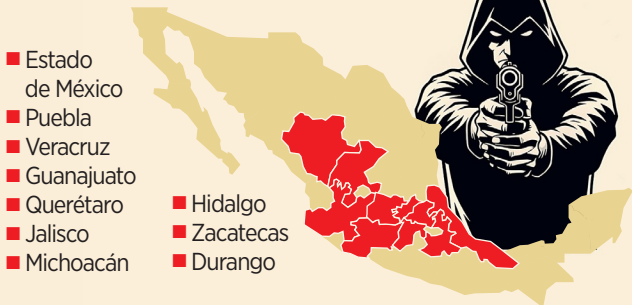 Estado
de México
Puebla
Veracruz
Guanajuato
Querétaro
Jalisco
Michoacán
Hidalgo
Zacatecas
Durango